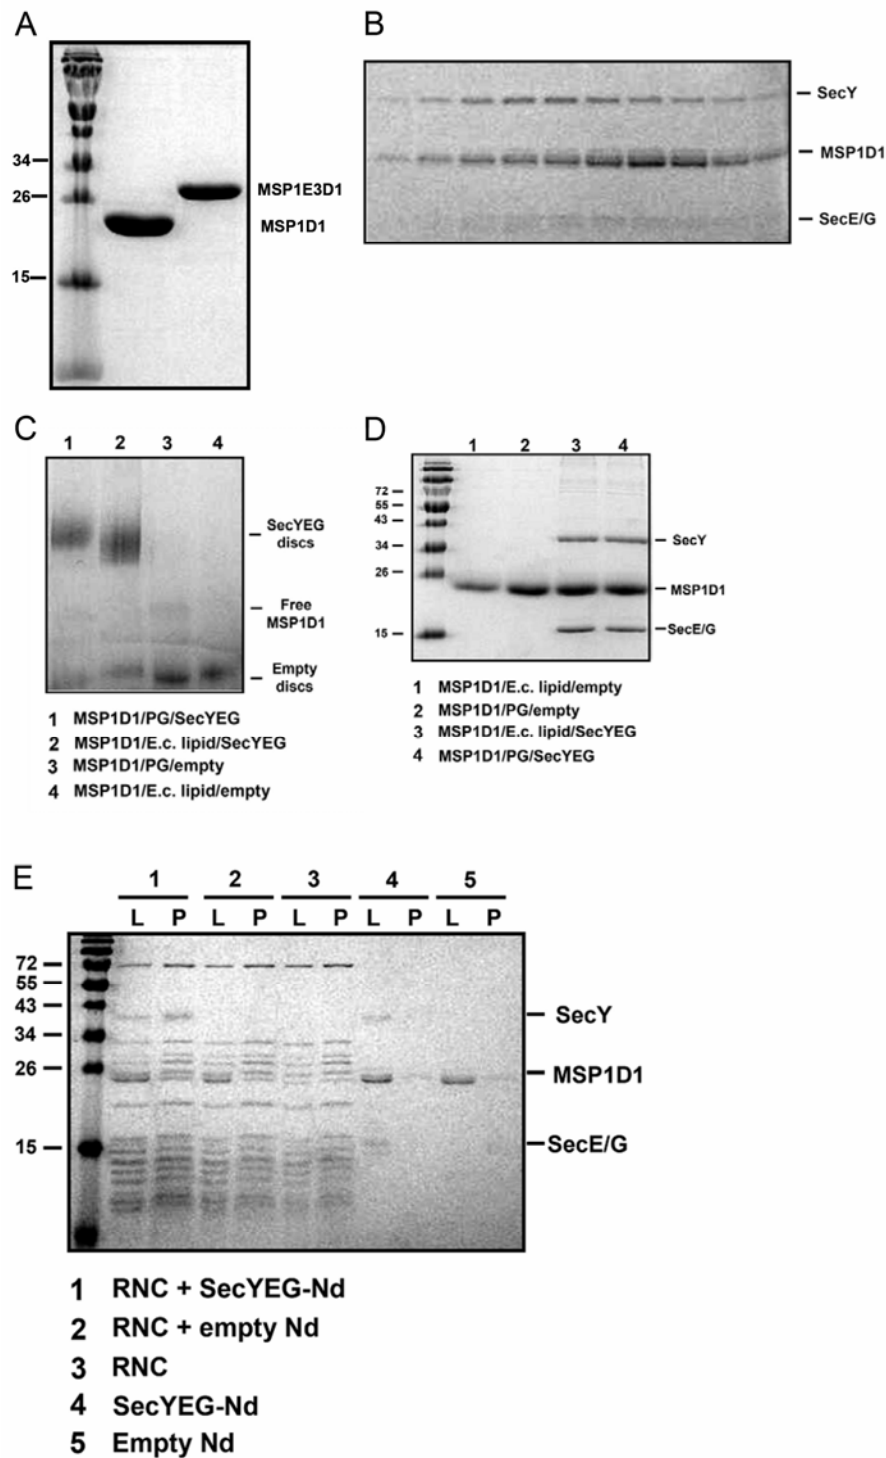 A
34
26
15
MSP1E3D1
MSP1D1
B
SecY
MSP1D1
SecE/G
C
1 2 3 4
SecYEG
discs
Free
MSP1D1
Empty
discs
1 MSP1D1/PG/SecYEG
2 MSP1D1/E.c. lipid/SecYEG
3 MSP1D1/PG/empty
4 MSP1D1/E.c. lipid/empty
D
1 2 3 4
72
55
43
34
26
15
SecY
MSP1D1
SecE/G
1 MSP1D1/E.c. lipid/empty
2 MSP1D1/PG/empty
3 MSP1D1/E.c. lipid/SecYEG
4 MSP1D1/PG/SecYEG
E
1 2 3 4 5
L P L P L P L P L P
72
55
43
34
26
15
SecY
MSP1D1
SecE/G
1 RNC + SecYEG-Nd
2 RNC + empty Nd
3 RNC
4 SecYEG-Nd
5 Empty Nd